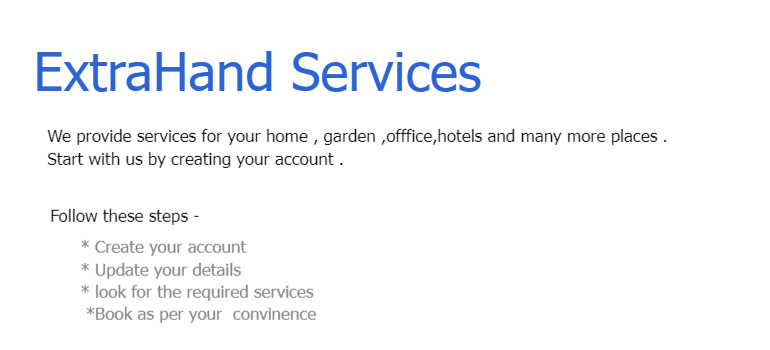 ExtraHand Services
We provide services for your home , garden ,offfice,hotels and many more places .
Start with us by creating your account .
Follow these steps -
* Create your account
* Update your details
* look for the required services
*Book as per your  convinence